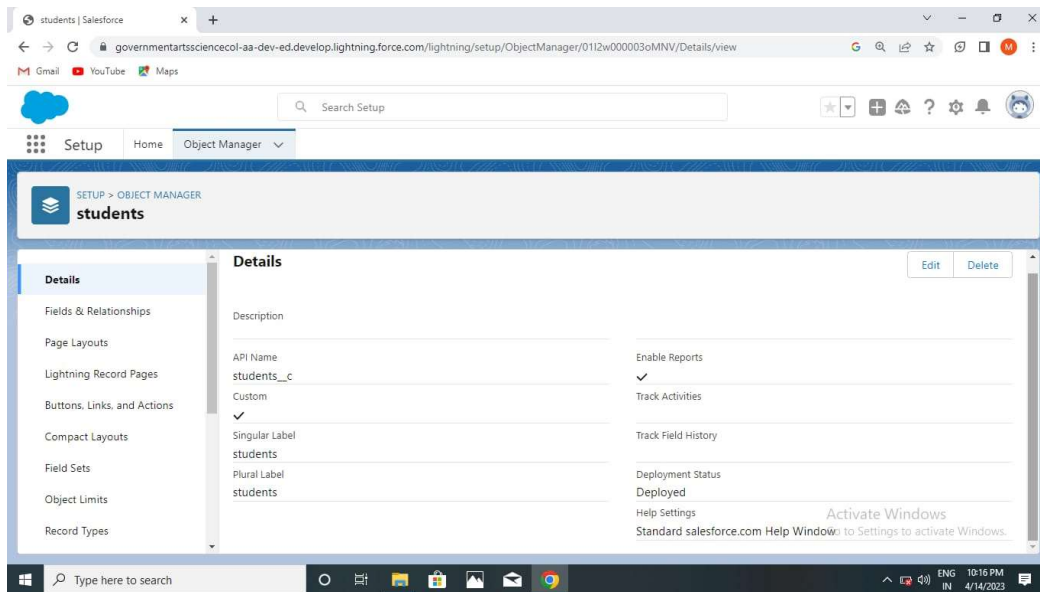 students | Salesforce
governmentartssciencecol-aa-dev-ed.develop.lightning.force.com/lightning/setup/ObjectManager/01I2w000003oMNV/Details/view
M
Gmail YouTube Maps
Search Setup
Setup Home Object Manager
SETUP > OBJECT MANAGER
students
Details
Fields & Relationships
Page Layouts
Lightning Record Pages
Buttons, Links, and Actions
Compact Layouts
Field Sets
Object Limits
Record Types
Details
Edit Delete
Description
API Name
students__c
Custom
Singular Label
students
Plural Label
students
Enable Reports
Track Activities
Track Field History
Deployment Status
Deployed
Help Settings
Standard salesforce.com Help Window
Activate Windows
Go to Settings to activate Windows.
Type here to search
ENG
IN
10:16 PM
4/14/2023